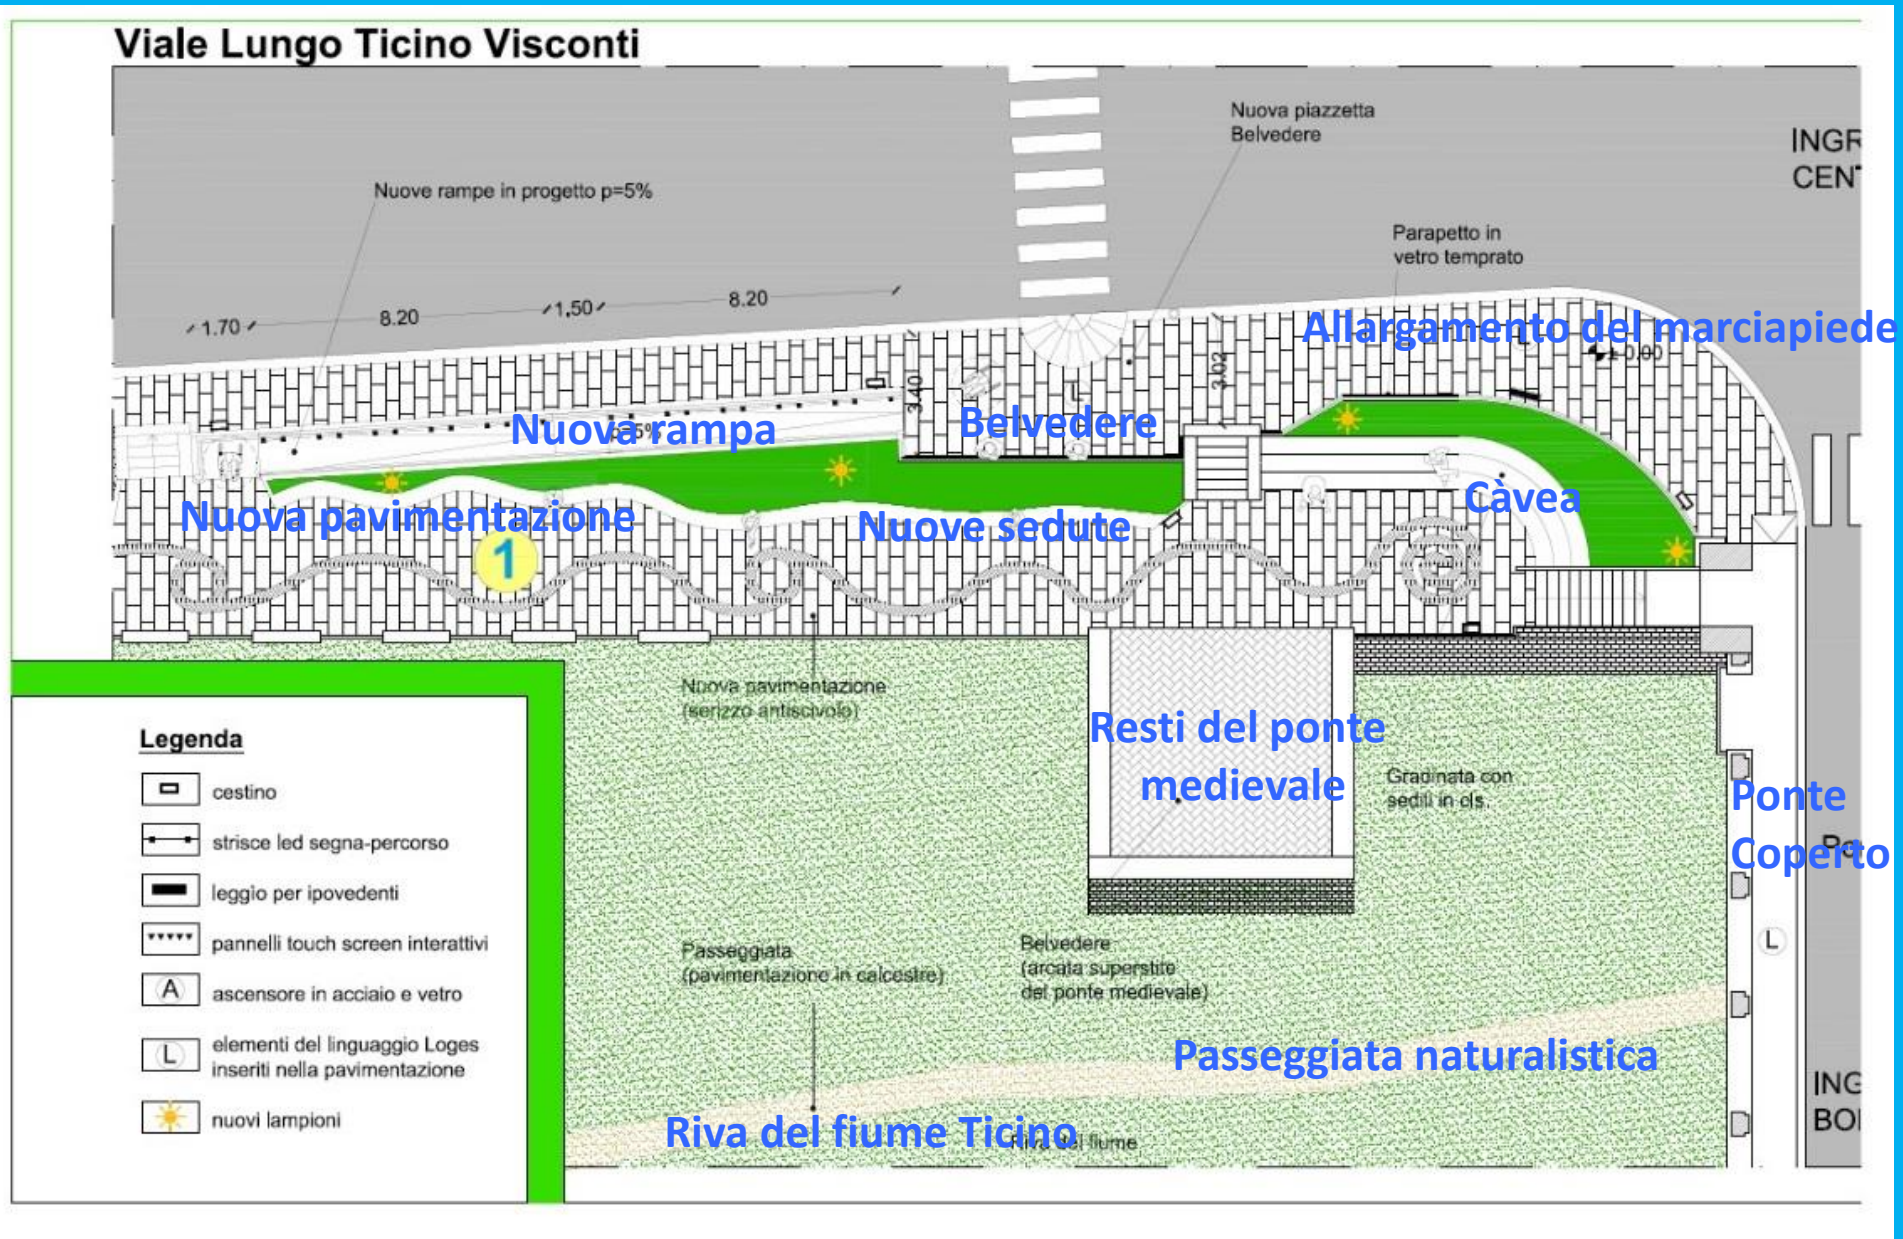 Viale Lungo Ticino Visconti
Nuova piazzetta
Belvedere
INGR
CENT
Nuove rampe in progetto p=5%
Parapetto in
vetro temprato
1.70
8.20
1,50
8.20
Allargamento del marciapiede
L
± 0.00
3.40
3.02
L
Nuova rampa
p=5%
Belvedere
Càvea
Nuova pavimentazione
Nuove sedute
1
Nuova pavimentazione
(serizzo antiscivolo)
Resti del ponte
medievale
Gradinata con
sedili in cls.
Ponte
Coperto
Po
Legenda
cestino
strisce led segna-percorso
leggio per ipovedenti
pannelli touch screen interattivi
A
ascensore in acciaio e vetro
L
elementi del linguaggio Loges
inseriti nella pavimentazione
nuovi lampioni
Passeggiata
(pavimentazione in calcestre)
Belvedere
(arcata superstite
del ponte medievale)
L
Passeggiata naturalistica
ING
BO
Riva del fiume Ticino
Riva del fiume